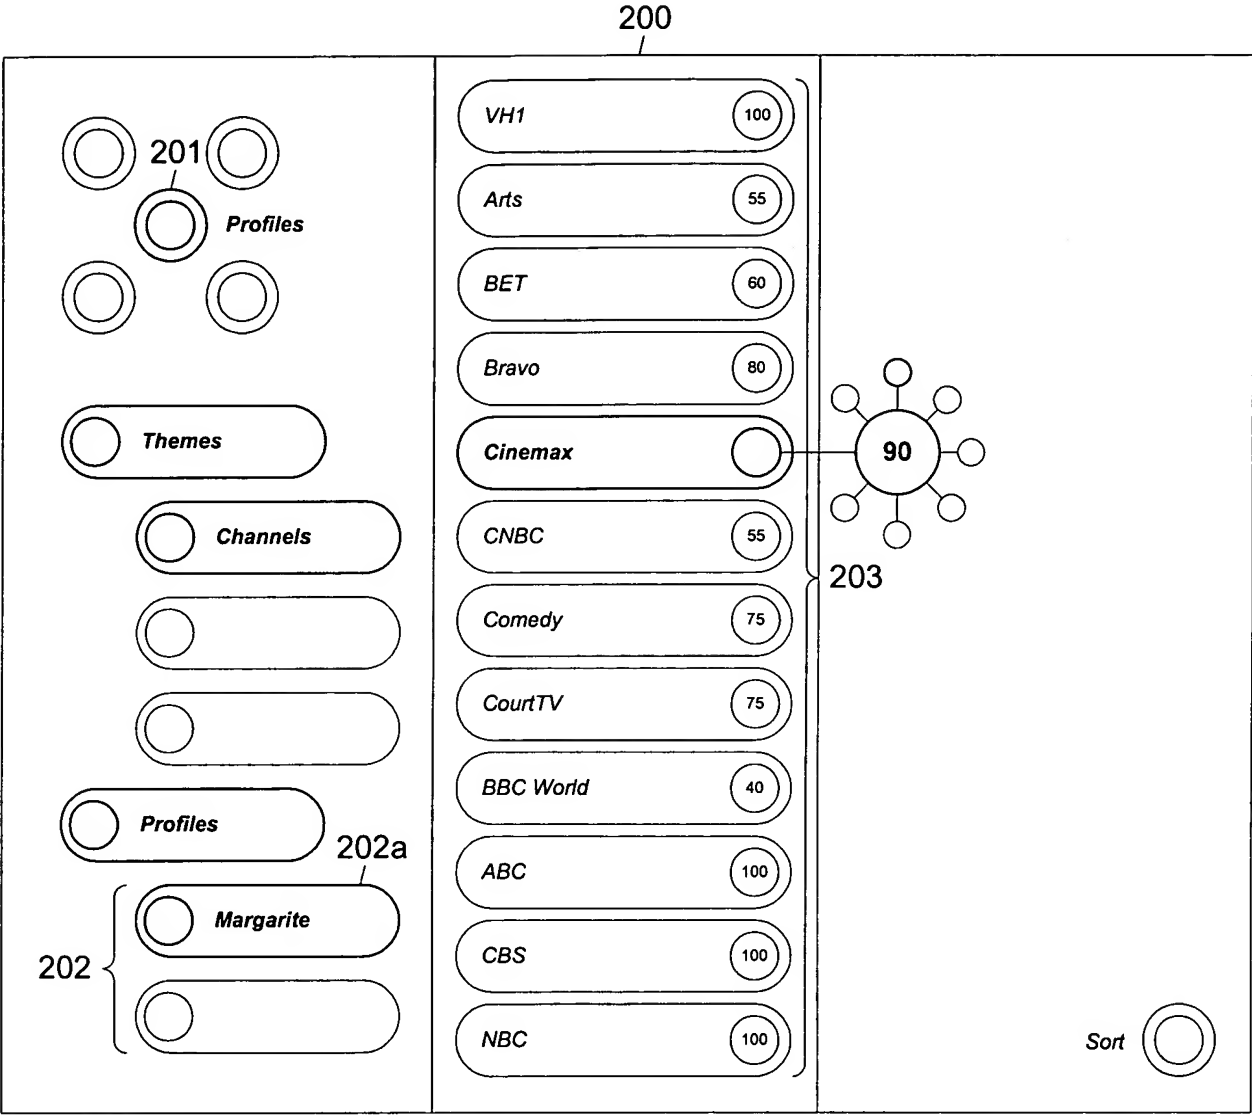 200
201
Profiles
Themes
Channels
Profiles
202a
Margarite
202
VH1 100
Arts 55
BET 60
Bravo 80
Cinemax 90
CNBC 55
203
Comedy 75
CourtTV 75
BBC World 40
ABC 100
CBS 100
NBC 100
Sort